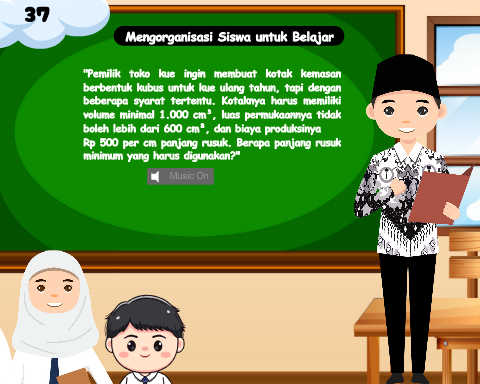 37
Mengorganisasi Siswa untuk Belajar
"Pemilik toko kue ingin membuat kotak kemasan
berbentuk kubus untuk kue ulang tahun, tapi dengan
beberapa syarat tertentu. Kotaknya harus memiliki
volume minimal 1.000 cm³, luas permukaannya tidak
boleh lebih dari 600 cm², dan biaya produksinya
Rp 500 per cm panjang rusuk. Berapa panjang rusuk
minimum yang harus digunakan?"
Music On